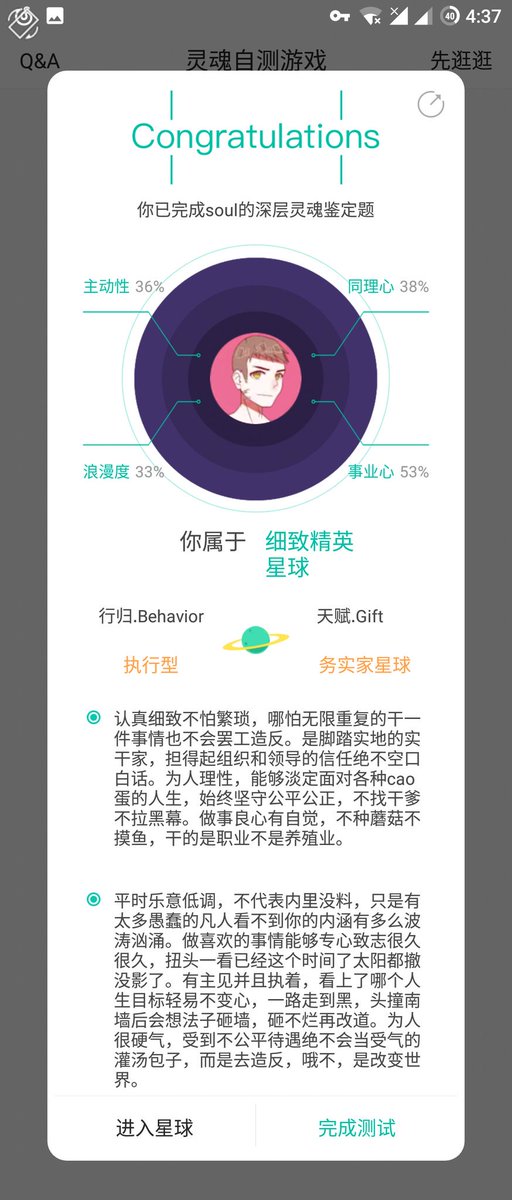 40 4:37
Q&A 灵魂自测游戏 先逛逛
Congratulations
你已完成soul的深层灵魂鉴定题
主动性 36% 同理心 38%
浪漫度 33% 事业心 53%
你属于 细致精英
星球
行归.Behavior 天赋.Gift
执行型 务实家星球
认真细致不怕繁琐，哪怕无限重复的干一
件事情也不会罢工造反。是脚踏实地的实
干家，担得起组织和领导的信任绝不空口
白话。为人理性，能够淡定面对各种cao
蛋的人生，始终坚守公平公正，不找干爹
不拉黑幕。做事良心有自觉，不种蘑菇不
摸鱼，干的是职业不是养殖业。
平时乐意低调，不代表内里没料，只是有
太多愚蠢的凡人看不到你的内涵有多么波
涛汹涌。做喜欢的事情能够专心致志很久
很久，扭头一看已经这个时间了太阳都撤
没影了。有主见并且执着，看上了哪个人
生目标轻易不变心，一路走到黑，头撞南
墙后会想法子砸墙，砸不烂再改道。为人
很硬气，受到不公平待遇绝不会当受气的
灌汤包子，而是去造反，哦不，是改变世
界。
进入星球 完成测试